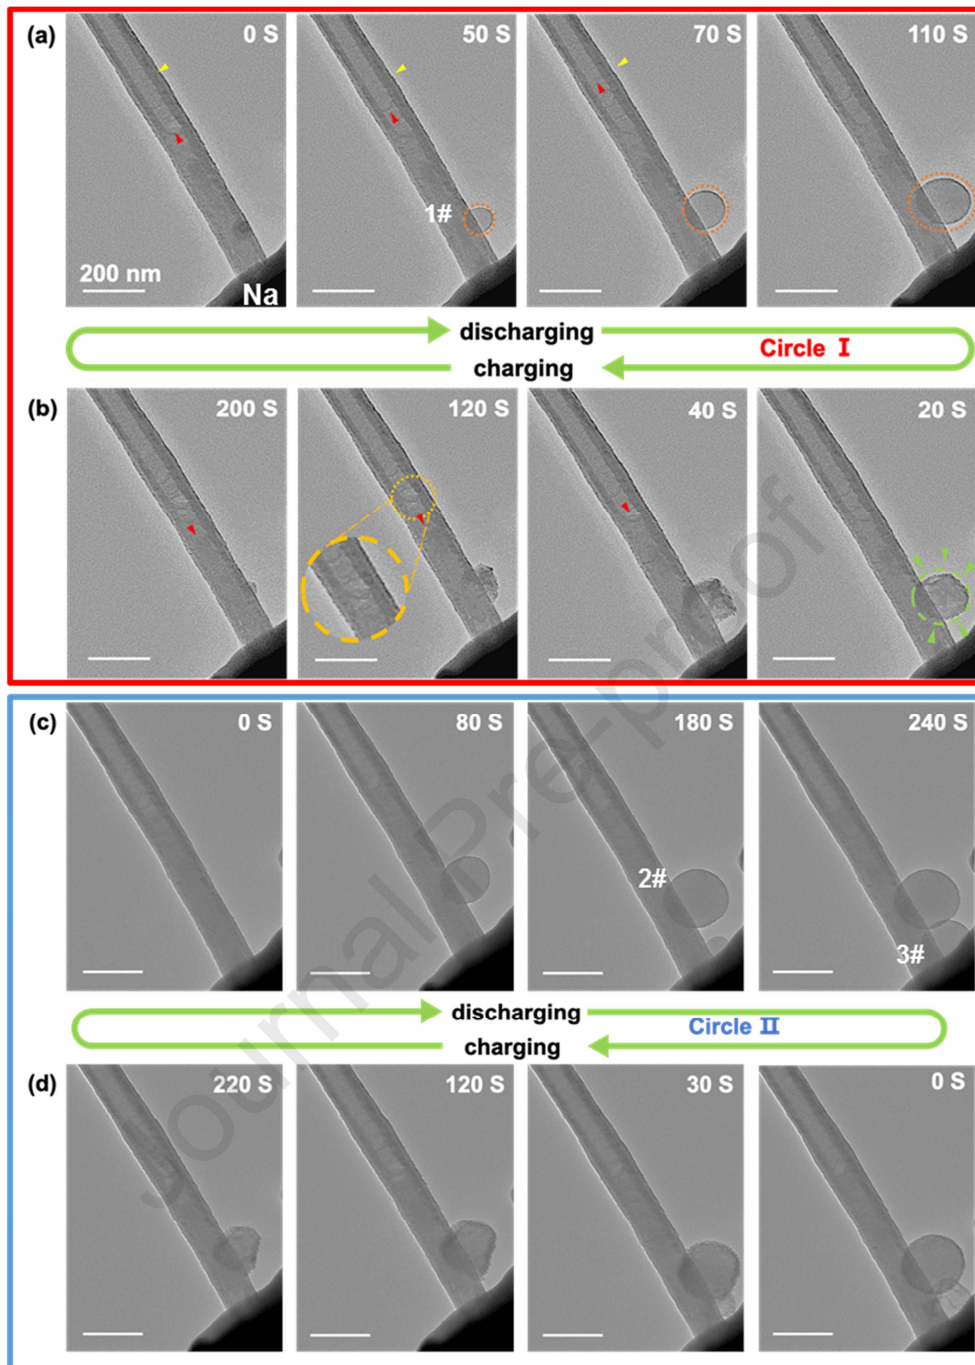 (a)
0 S
50 S
70 S
110 S
1#
200 nm
Na
discharging
Circle I
charging
(b)
200 S
120 S
40 S
20 S
(c)
0 S
80 S
180 S
240 S
2#
3#
discharging
Circle II
charging
(d)
220 S
120 S
30 S
0 S
Journal Pre-proof